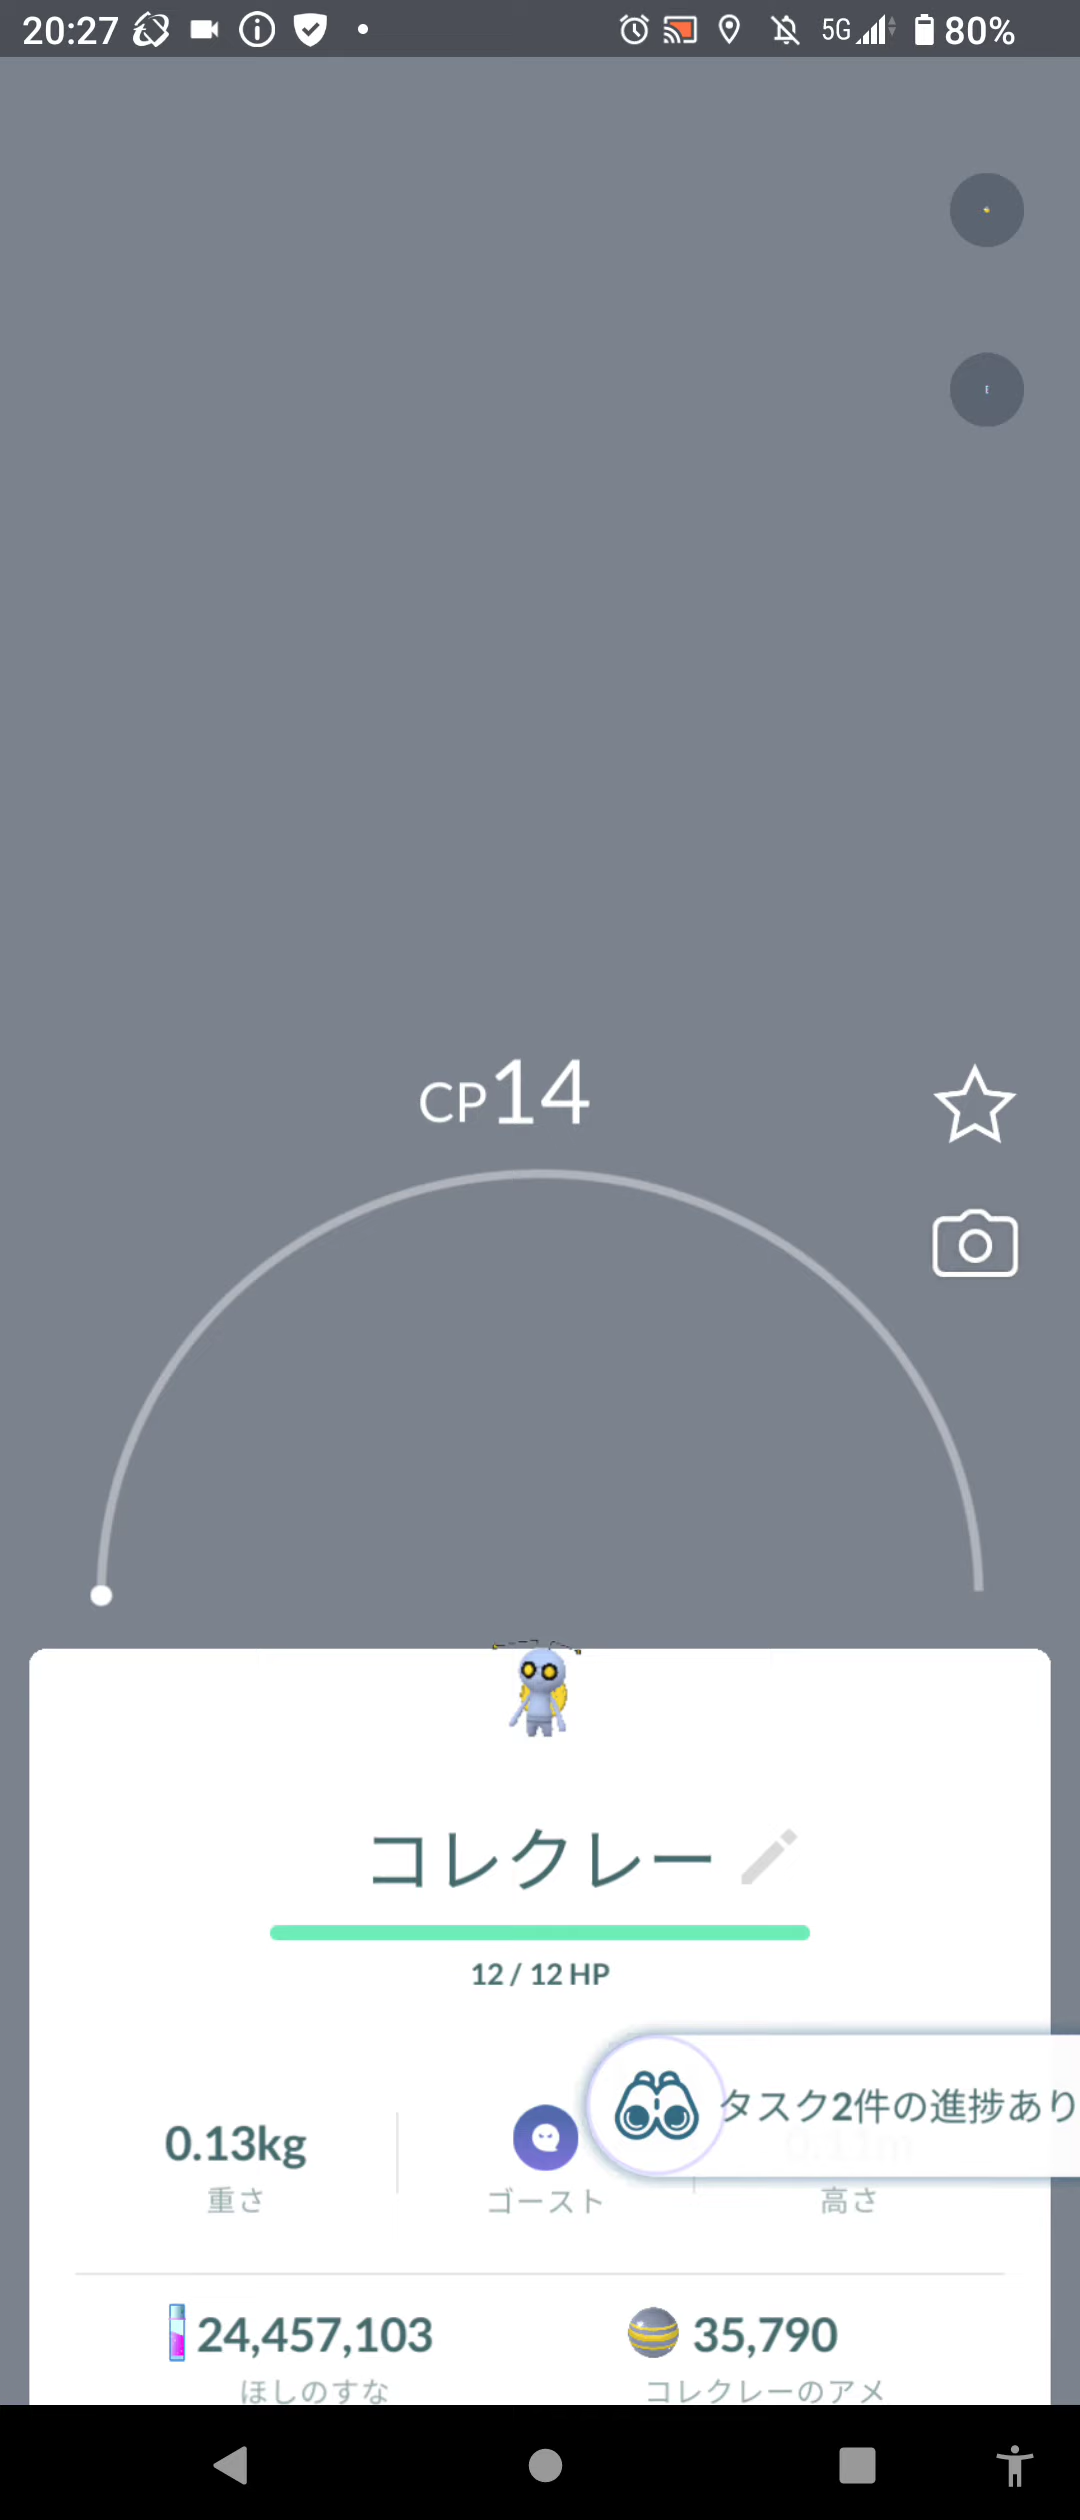 20:27 5G 80%
CP14
コレクレー
12 / 12 HP
タスク2件の進捗あり
0.13kg
重さ
ゴースト
高さ
24,457,103
ほしのすな
35,790
コレクレーのアメ